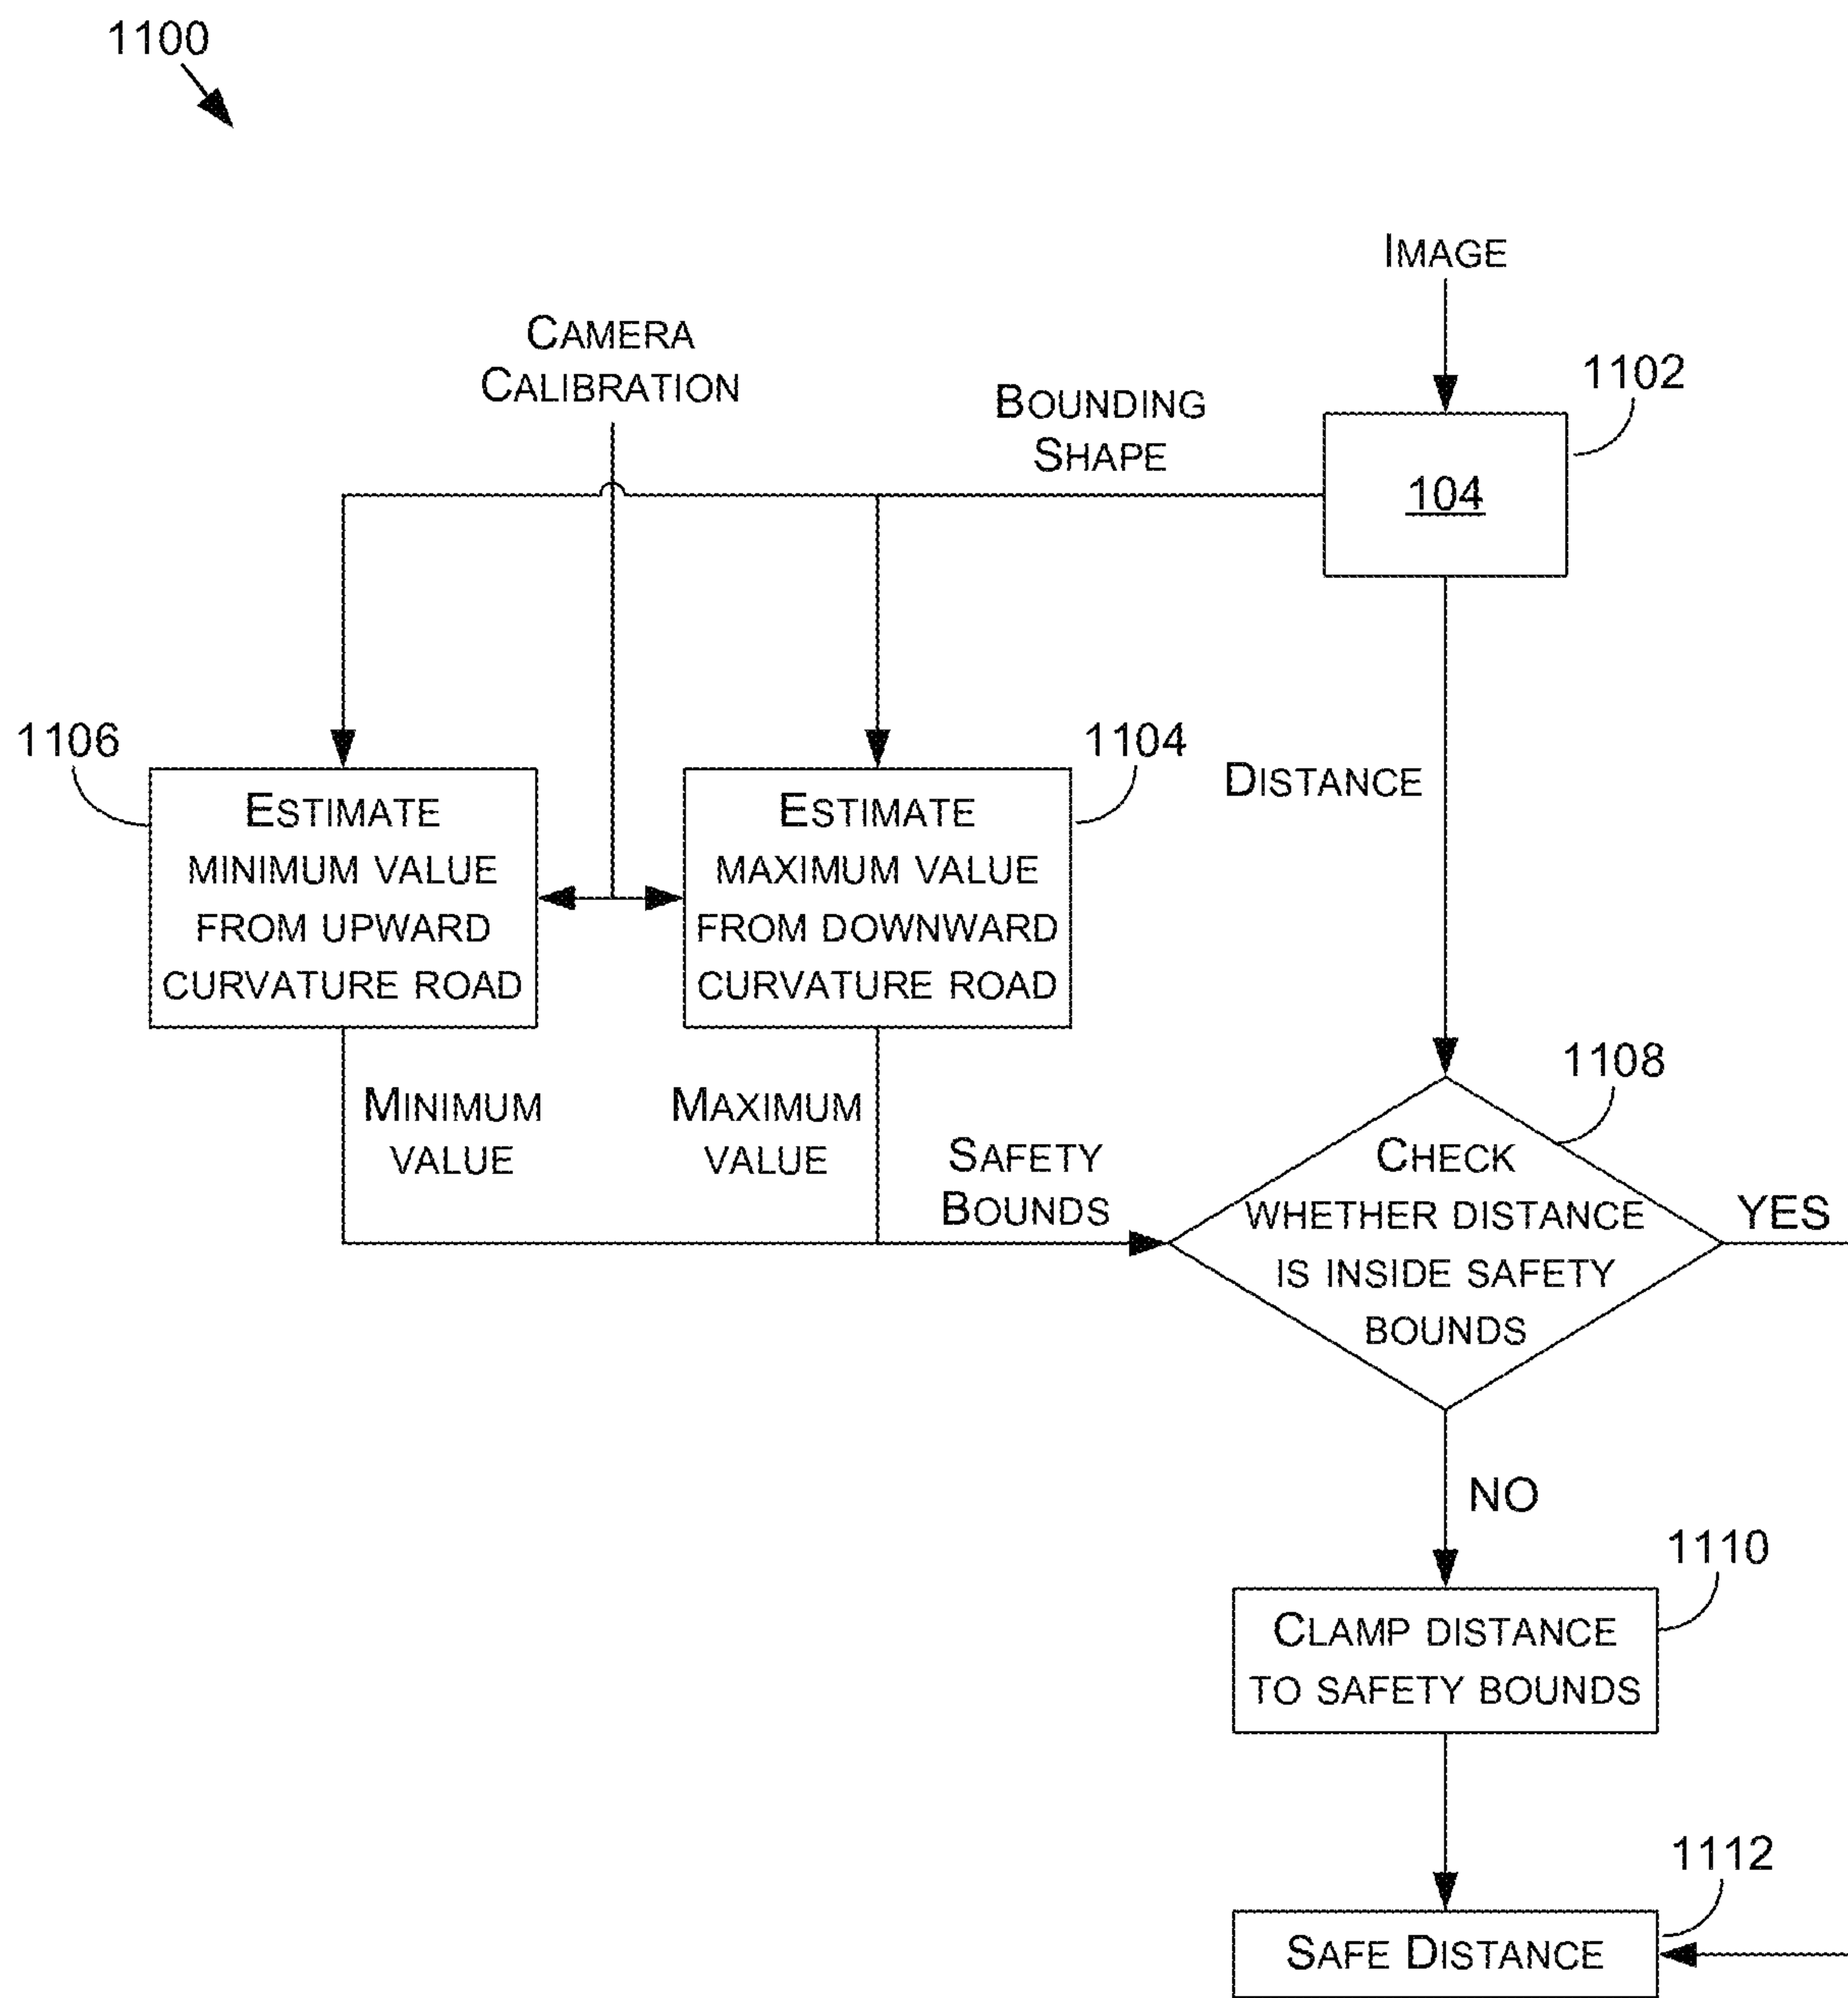 1100
IMAGE
CAMERA
CALIBRATION
BOUNDING
SHAPE
1102
104
1106
1104
DISTANCE
ESTIMATE
MINIMUM VALUE
FROM UPWARD
CURVATURE ROAD
ESTIMATE
MAXIMUM VALUE
FROM DOWNWARD
CURVATURE ROAD
1108
MINIMUM
VALUE
MAXIMUM
VALUE
SAFETY
BOUNDS
CHECK
WHETHER DISTANCE
IS INSIDE SAFETY
BOUNDS
YES
NO
1110
CLAMP DISTANCE
TO SAFETY BOUNDS
1112
SAFE DISTANCE